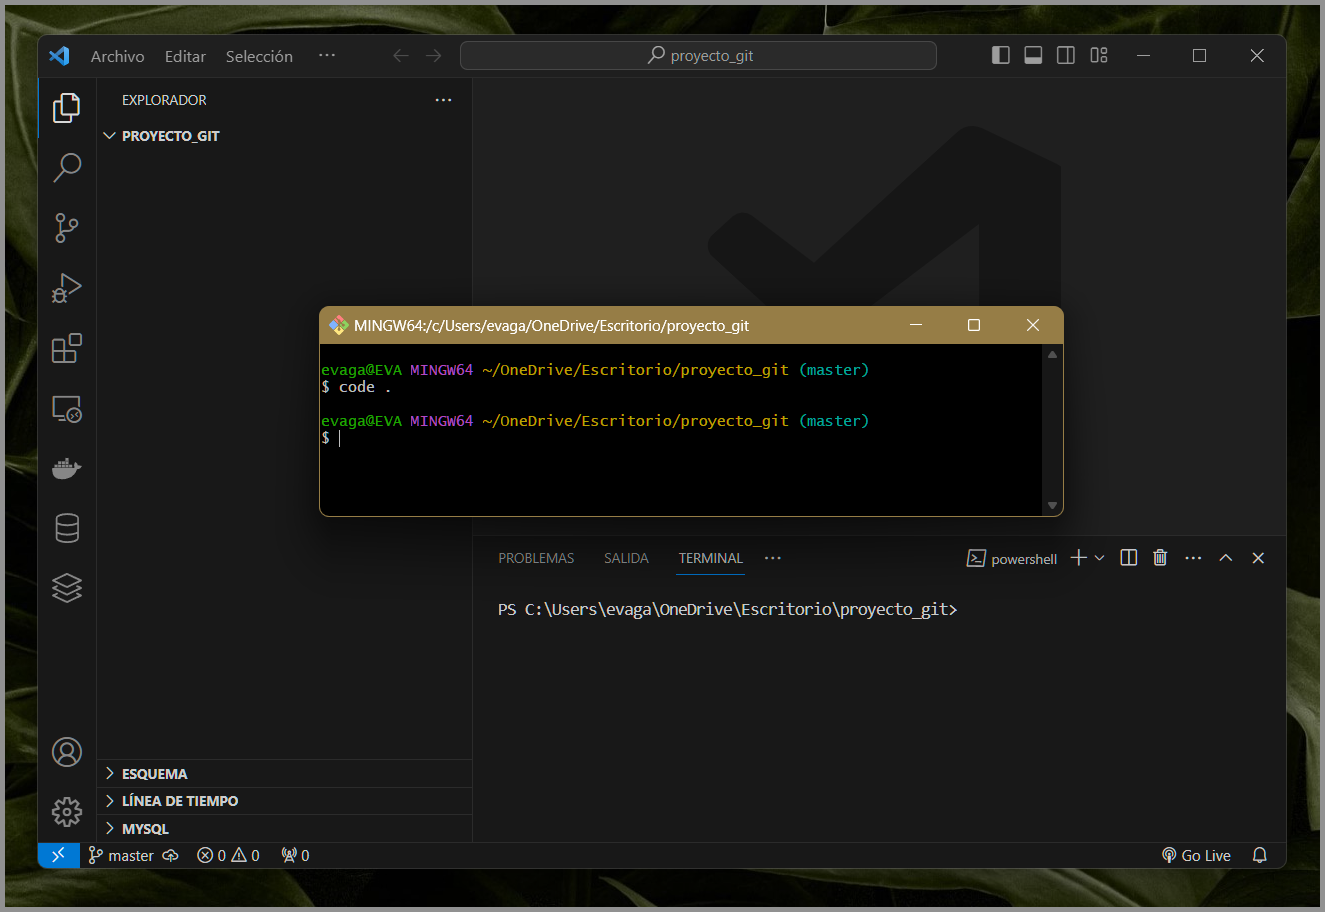 Archivo Editar Selección ··· proyecto_git
EXPLORADOR ···
PROYECTO_GIT
MINGW64:/c/Users/evaga/OneDrive/Escritorio/proyecto_git
evaga@EVA MINGW64 ~/OneDrive/Escritorio/proyecto_git (master)
$ code .
evaga@EVA MINGW64 ~/OneDrive/Escritorio/proyecto_git (master)
$
PROBLEMAS SALIDA TERMINAL ··· powershell ···
PS C:\Users\evaga\OneDrive\Escritorio\proyecto_git>
ESQUEMA
LÍNEA DE TIEMPO
MYSQL
master 0 0 0 Go Live